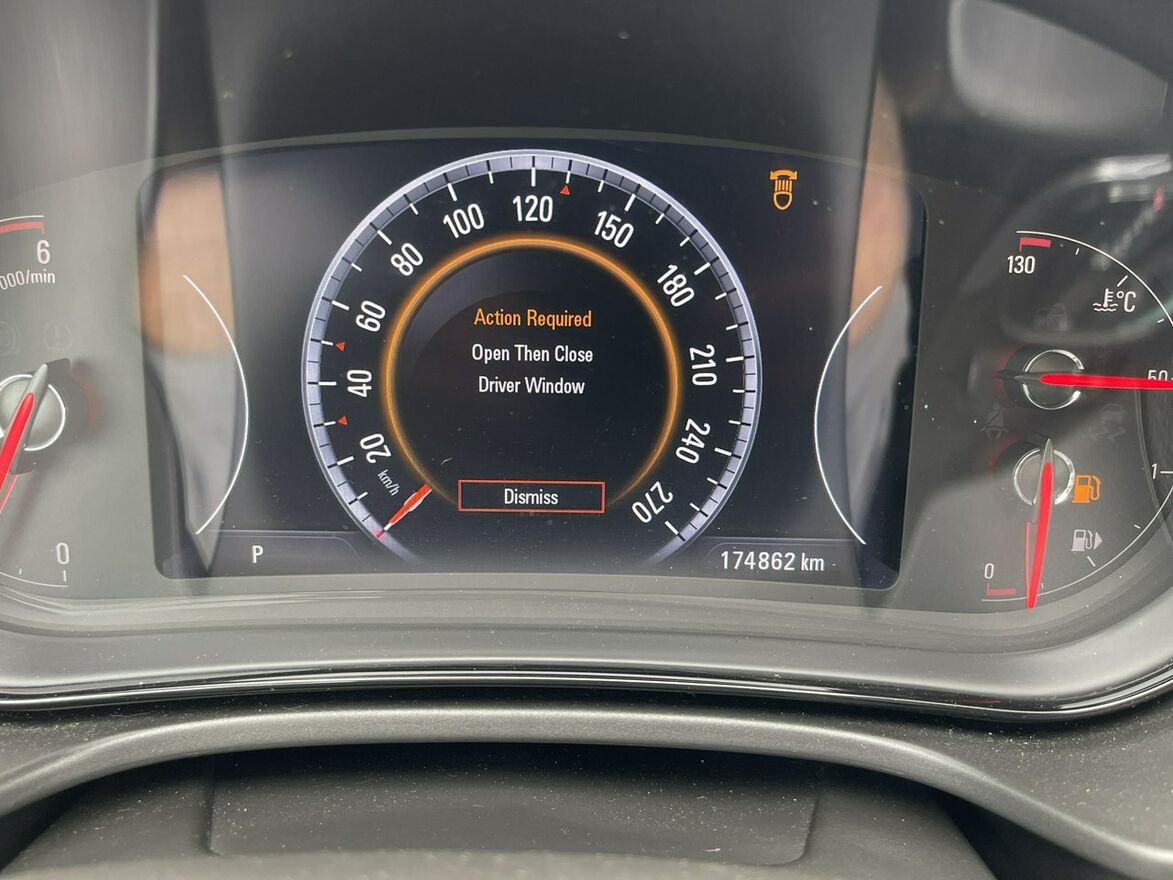 6
000/min
0
20
40
60
80
100
120
150
180
210
240
270
km/h
Action Required
Open Then Close
Driver Window
Dismiss
P
174862 km
130
°C
50
1
0